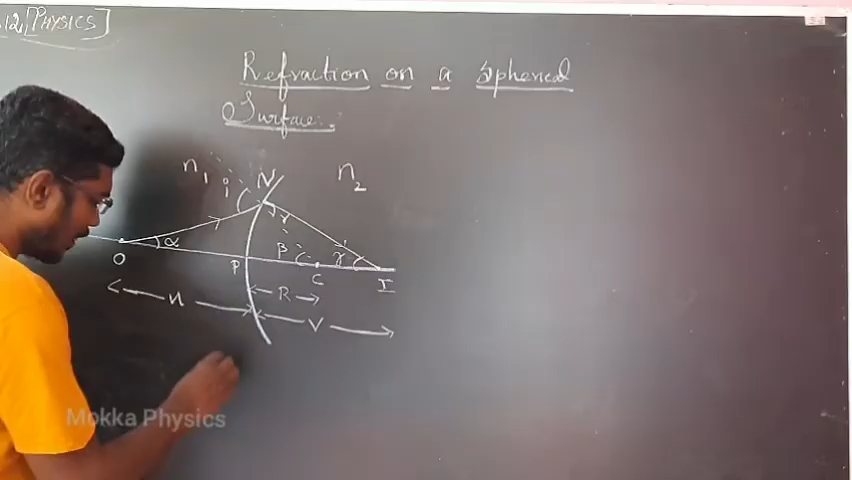 12, PHYSICS]
Refraction on a Spherical
Surface:
n1 i N n2
r
α β γ
O P C I
u R
V
Mokka Physics